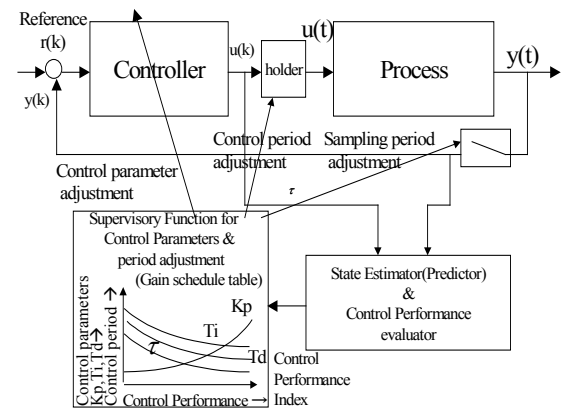 Reference
r(k)
y(k)
Controller
u(k)
holder
u(t)
Process
y(t)
Control period
adjustment
Sampling period
adjustment
Control parameter
adjustment
τ
Supervisory Function for
Control Parameters &
period adjustment
(Gain schedule table)
Control parameters
Kp,Ti,Td→
Control period →
Kp
Ti
τ
Td
Control Performance →
Control
Performance
Index
State Estimator(Predictor)
&
Control Performance
evaluator